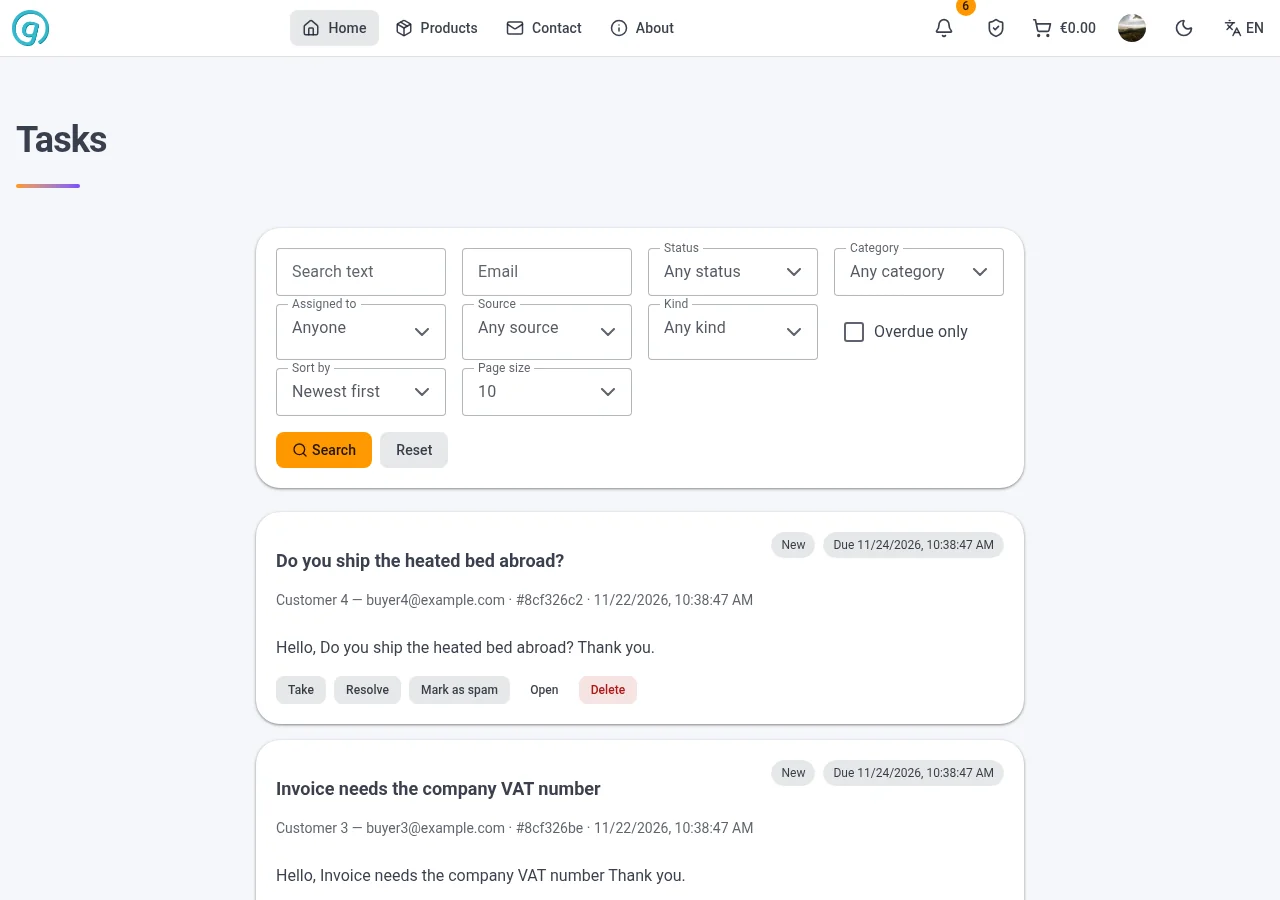 Home Products Contact About 6 €0.00 EN
Tasks
Search text Email Status Any status Category Any category
Assigned to Anyone Source Any source Kind Any kind Overdue only
Sort by Newest first Page size 10
Search Reset
New Due 11/24/2026, 10:38:47 AM
Do you ship the heated bed abroad?
Customer 4 — buyer4@example.com · #8cf326c2 · 11/22/2026, 10:38:47 AM
Hello, Do you ship the heated bed abroad? Thank you.
Take Resolve Mark as spam Open Delete
New Due 11/24/2026, 10:38:47 AM
Invoice needs the company VAT number
Customer 3 — buyer3@example.com · #8cf326be · 11/22/2026, 10:38:47 AM
Hello, Invoice needs the company VAT number Thank you.